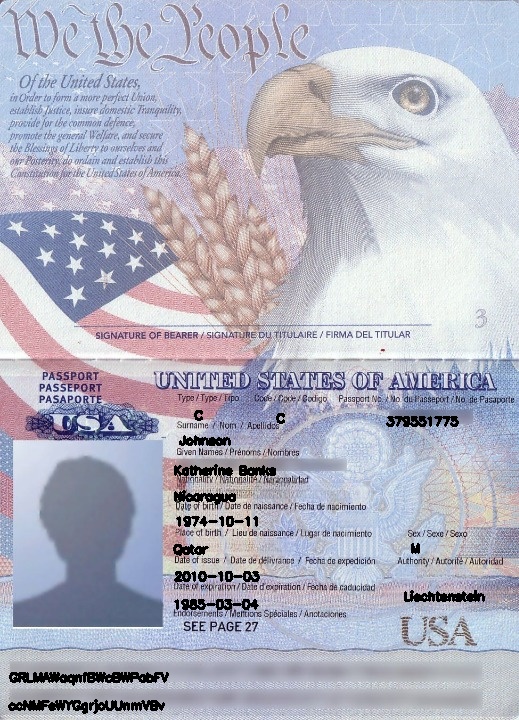 We the People
Of the United States,
in Order to form a more perfect Union,
establish Justice, insure domestic Tranquility,
provide for the common defence,
promote the general Welfare, and secure
the Blessings of Liberty to ourselves and
our Posterity, do ordain and establish this
Constitution for the United States of America.
3
SIGNATURE OF BEARER / SIGNATURE DU TITULAIRE / FIRMA DEL TITULAR
PASSPORT
PASSEPORT
PASAPORTE
USA
UNITED STATES OF AMERICA
Type / Type / Tipo Code / Code / Codigo Passport No. / No. du Passeport / No. de Pasaporte
C C 379551775
Surname / Nom / Apellidos
Johnson
Given Names / Prénoms / Nombres
Katherine Banks
Nationality / Nationalité / Nacionalidad
Nicaragua
Date of birth / Date de naissance / Fecha de nacimiento
1974-10-11
Place of birth / Lieu de naissance / Lugar de nacimiento Sex / Sexe / Sexo
Qatar M
Date of issue / Date de délivrance / Fecha de expedición Authority / Autorité / Autoridad
2010-10-03
Date of expiration / Date d'expiration / Fecha de caducidad Liechtenstein
1985-03-04
Endorsements / Mentions Spéciales / Anotaciones
SEE PAGE 27
USA